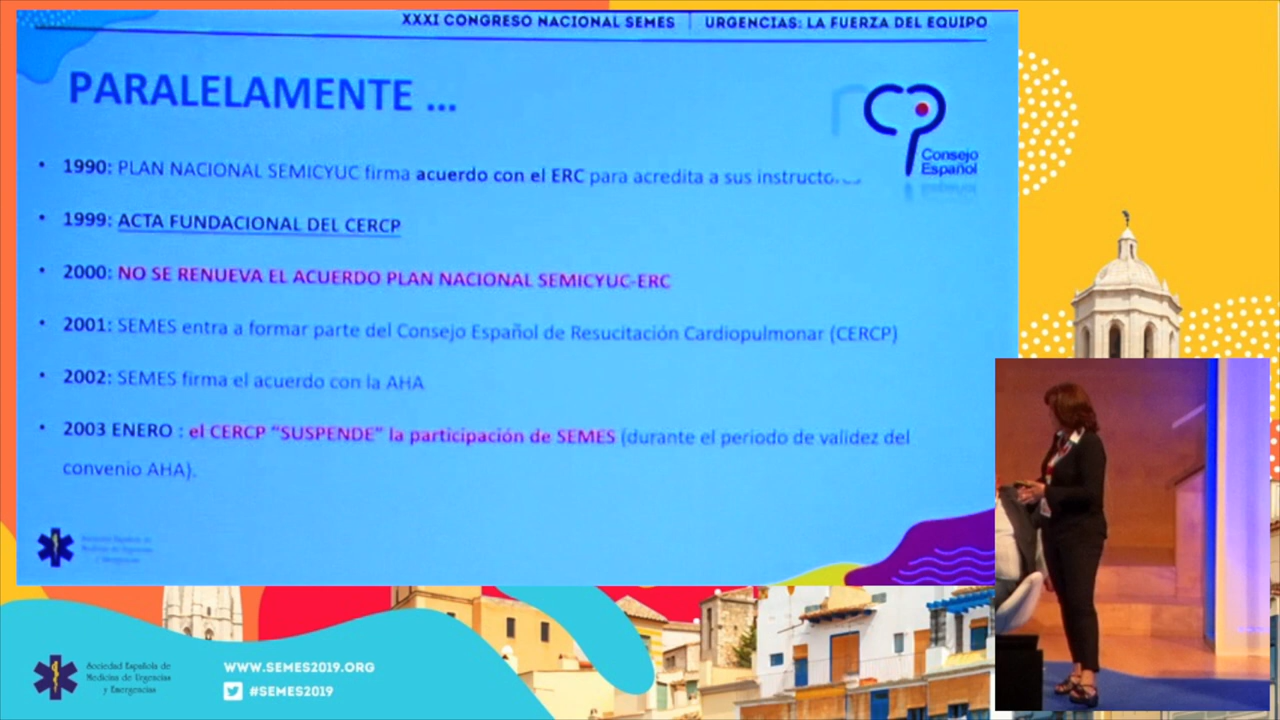 XXXI CONGRESO NACIONAL SEMES | URGENCIAS: LA FUERZA DEL EQUIPO
PARALELAMENTE ...
Consejo
Español
• 1990: PLAN NACIONAL SEMICYUC firma acuerdo con el ERC para acredita a sus
• 1999: ACTA FUNDACIONAL DEL CERCP
• 2000: NO SE RENUEVA EL ACUERDO PLAN NACIONAL SEMICYUC-ERC
• 2001: SEMES entra a formar parte del Consejo Español de Resucitación Cardiopulmonar (CERCP)
• 2002: SEMES firma el acuerdo con la AHA
• 2003 ENERO : el CERCP “SUSPENDE” la participación de SEMES (durante el periodo de validez del
convenio AHA).
Sociedad Española de
Medicina de Urgencias
y Emergencias
WWW.SEMES2019.ORG
#SEMES2019